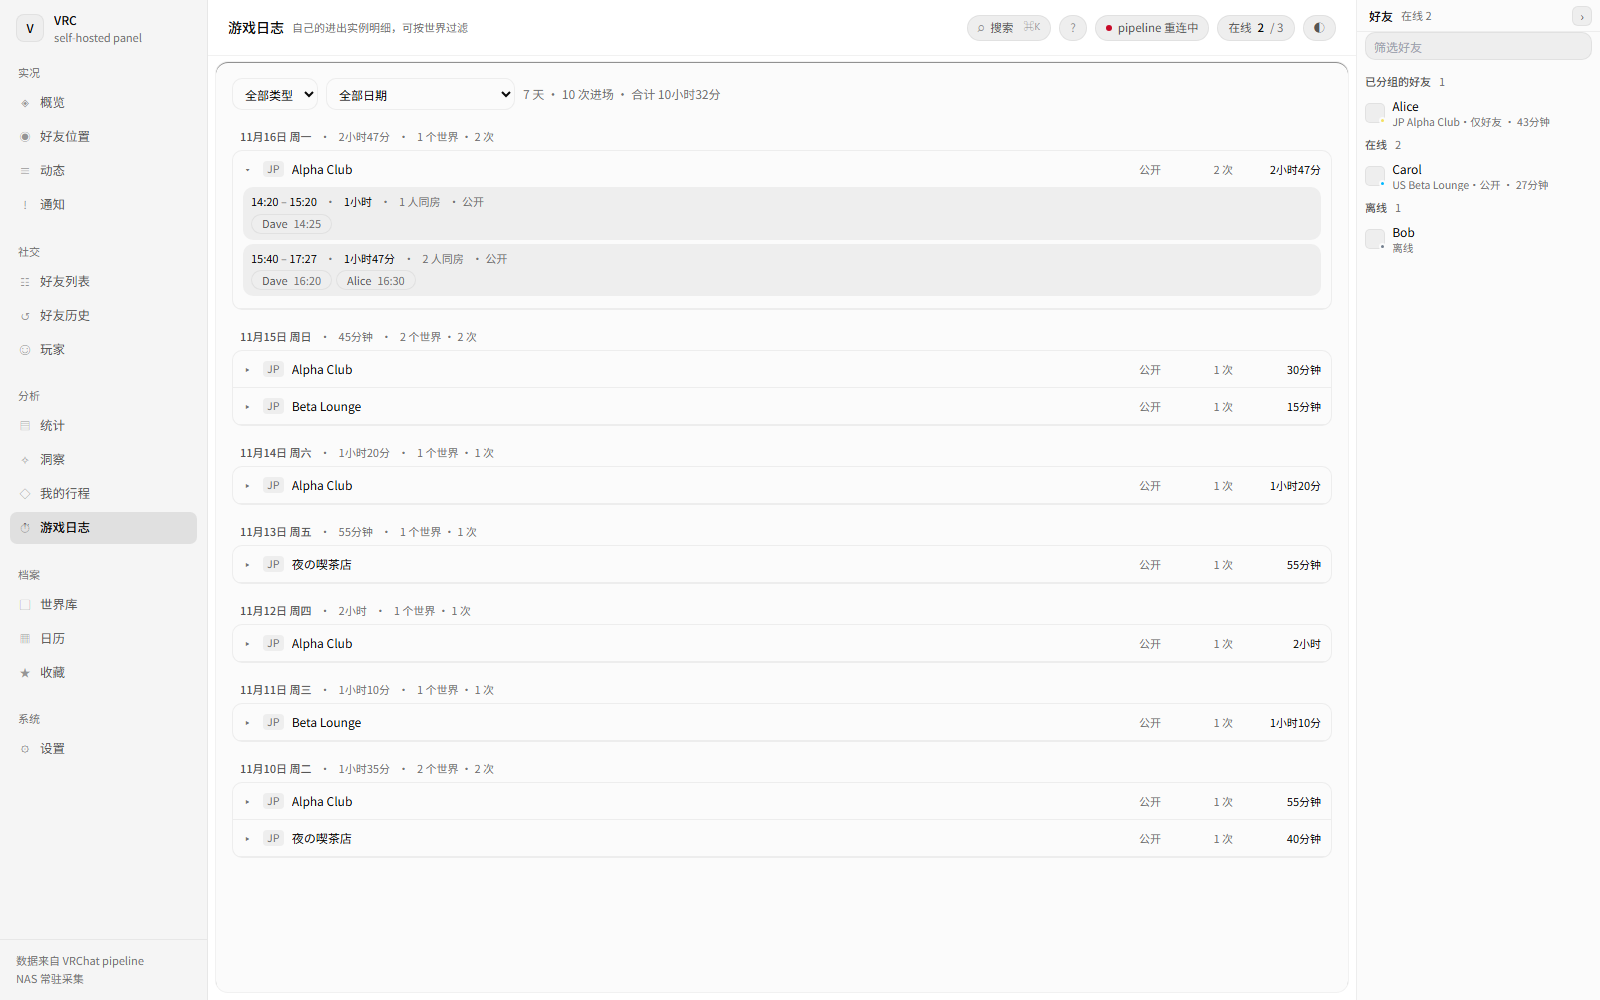 V VRC
self-hosted panel
实况
概览
好友位置
动态
通知
社交
好友列表
好友历史
玩家
分析
统计
洞察
我的行程
游戏日志
档案
世界库
日历
收藏
系统
设置
数据来自 VRChat pipeline
NAS 常驻采集
游戏日志 自己的进出实例明细，可按世界过滤
搜索 ⌘K ? pipeline 重连中 在线 2 / 3
全部类型 全部日期 7 天 • 10 次进场 • 合计 10小时32分
11月16日 周一 • 2小时47分 • 1 个世界 • 2 次
JP Alpha Club 公开 2 次 2小时47分
14:20 – 15:20 • 1小时 • 1 人同房 • 公开
Dave 14:25
15:40 – 17:27 • 1小时47分 • 2 人同房 • 公开
Dave 16:20 Alice 16:30
11月15日 周日 • 45分钟 • 2 个世界 • 2 次
JP Alpha Club 公开 1 次 30分钟
JP Beta Lounge 公开 1 次 15分钟
11月14日 周六 • 1小时20分 • 1 个世界 • 1 次
JP Alpha Club 公开 1 次 1小时20分
11月13日 周五 • 55分钟 • 1 个世界 • 1 次
JP 夜の喫茶店 公开 1 次 55分钟
11月12日 周四 • 2小时 • 1 个世界 • 1 次
JP Alpha Club 公开 1 次 2小时
11月11日 周三 • 1小时10分 • 1 个世界 • 1 次
JP Beta Lounge 公开 1 次 1小时10分
11月10日 周二 • 1小时35分 • 2 个世界 • 2 次
JP Alpha Club 公开 1 次 55分钟
JP 夜の喫茶店 公开 1 次 40分钟
好友 在线 2
筛选好友
已分组的好友 1
Alice
JP Alpha Club • 仅好友 • 43分钟
在线 2
Carol
US Beta Lounge • 公开 • 27分钟
离线 1
Bob
离线